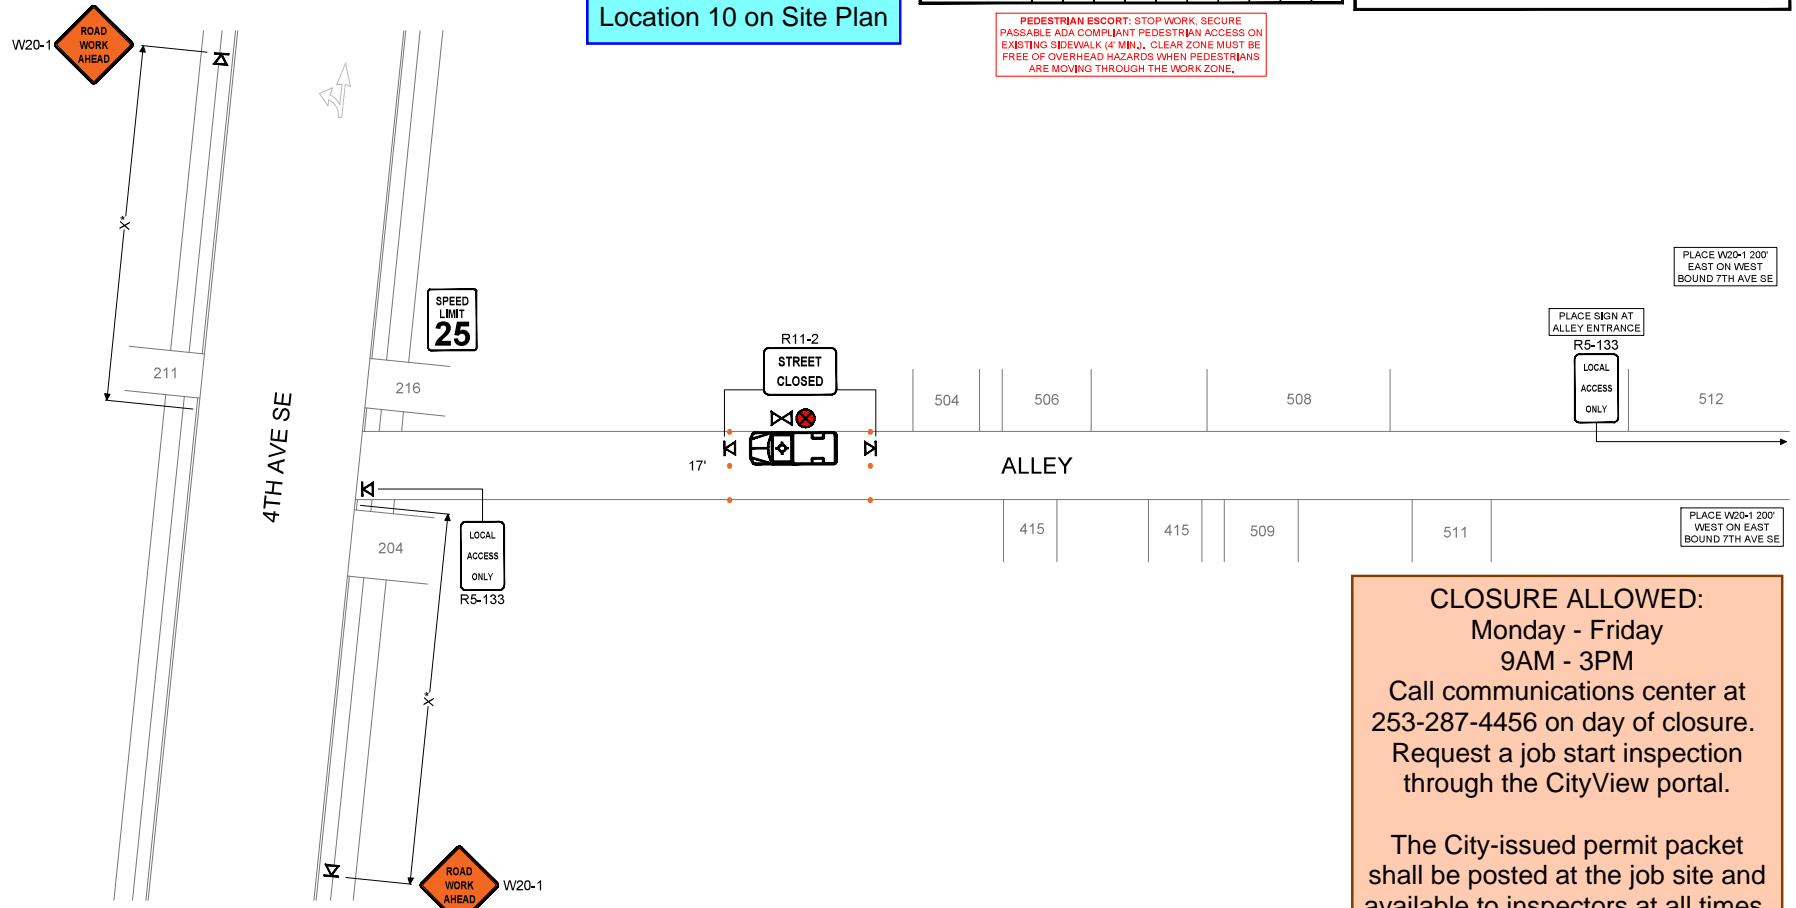 Location 10 on Site Plan
PEDESTRIAN ESCORT: STOP WORK, SECURE
PASSABLE ADA COMPLIANT PEDESTRIAN ACCESS ON
EXISTING SIDEWALK (4' MIN.). CLEAR ZONE MUST BE
FREE OF OVERHEAD HAZARDS WHEN PEDESTRIANS
ARE MOVING THROUGH THE WORK ZONE.
W20-1
ROAD
WORK
AHEAD
X*
211
4TH AVE SE
SPEED
LIMIT
25
216
R11-2
STREET
CLOSED
17'
ALLEY
504
506
508
512
PLACE W20-1 200'
EAST ON WEST
BOUND 7TH AVE SE
PLACE SIGN AT
ALLEY ENTRANCE
R5-133
LOCAL
ACCESS
ONLY
204
LOCAL
ACCESS
ONLY
R5-133
415
415
509
511
PLACE W20-1 200'
WEST ON EAST
BOUND 7TH AVE SE
X*
ROAD
WORK
AHEAD
W20-1
CLOSURE ALLOWED:
Monday - Friday
9AM - 3PM
Call communications center at
253-287-4456 on day of closure.
Request a job start inspection
through the CityView portal.
The City-issued permit packet
shall be posted at the job site and
available to inspectors at all times.